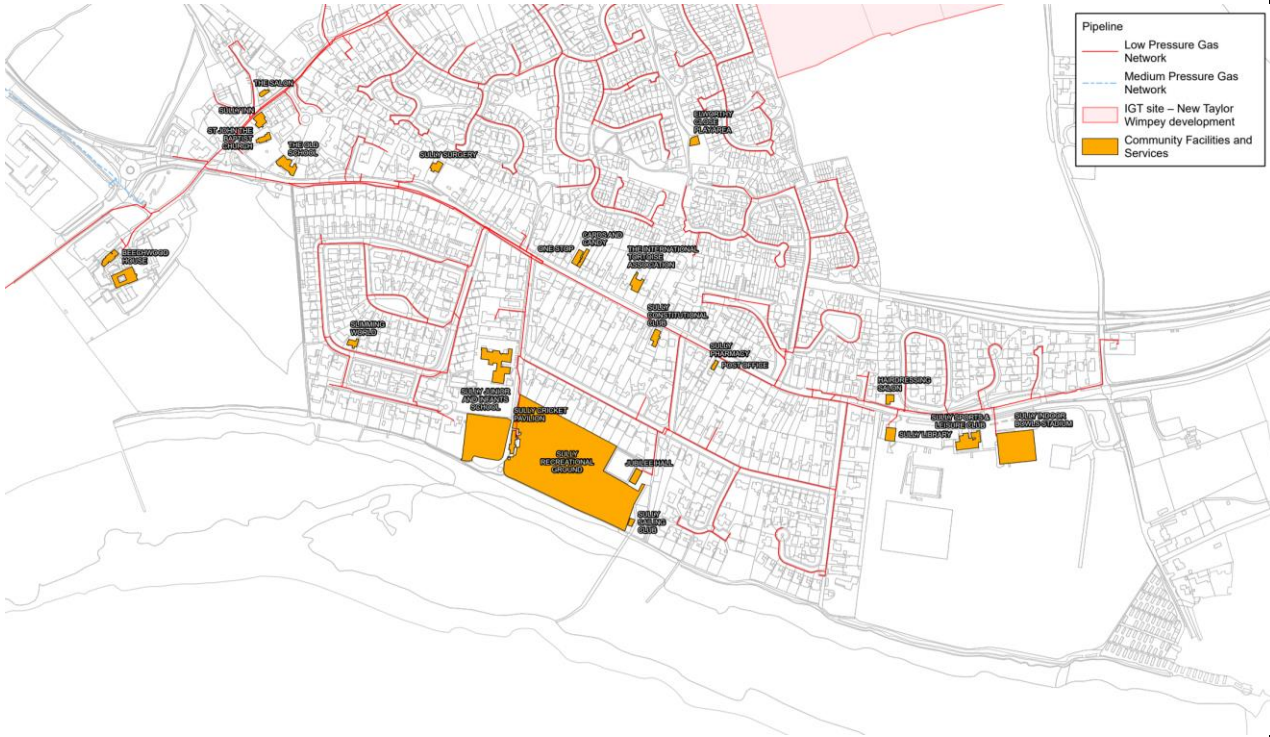 Pipeline
Low Pressure Gas
Network
Medium Pressure Gas
Network
IGT site – New Taylor
Wimpey development
Community Facilities and
Services
THE SALON
SULLY INN
ST JOHN THE
BAPTIST
CHURCH
THE OLD
SCHOOL
SULLY SURGERY
ELWORTHY
CLOSE
PLAYAREA
BEECHWOOD
HOUSE
ONE STOP
CARDS AND
CANDY
THE INTERNATIONAL
TORTOISE
ASSOCIATION
SLIMMING
WORLD
SULLY
CONSTITUTIONAL
CLUB
SULLY
PHARMACY
POST OFFICE
SULLY JUNIOR
AND INFANTS
SCHOOL
SULLY CRICKET
PAVILION
SULLY
RECREATIONAL
GROUND
JUBILEE HALL
SULLY
SAILING
CLUB
HAIRDRESSING
SALON
SULLY LIBRARY
SULLY SPORTS &
LEISURE CLUB
SULLY INDOOR
BOWLS STADIUM